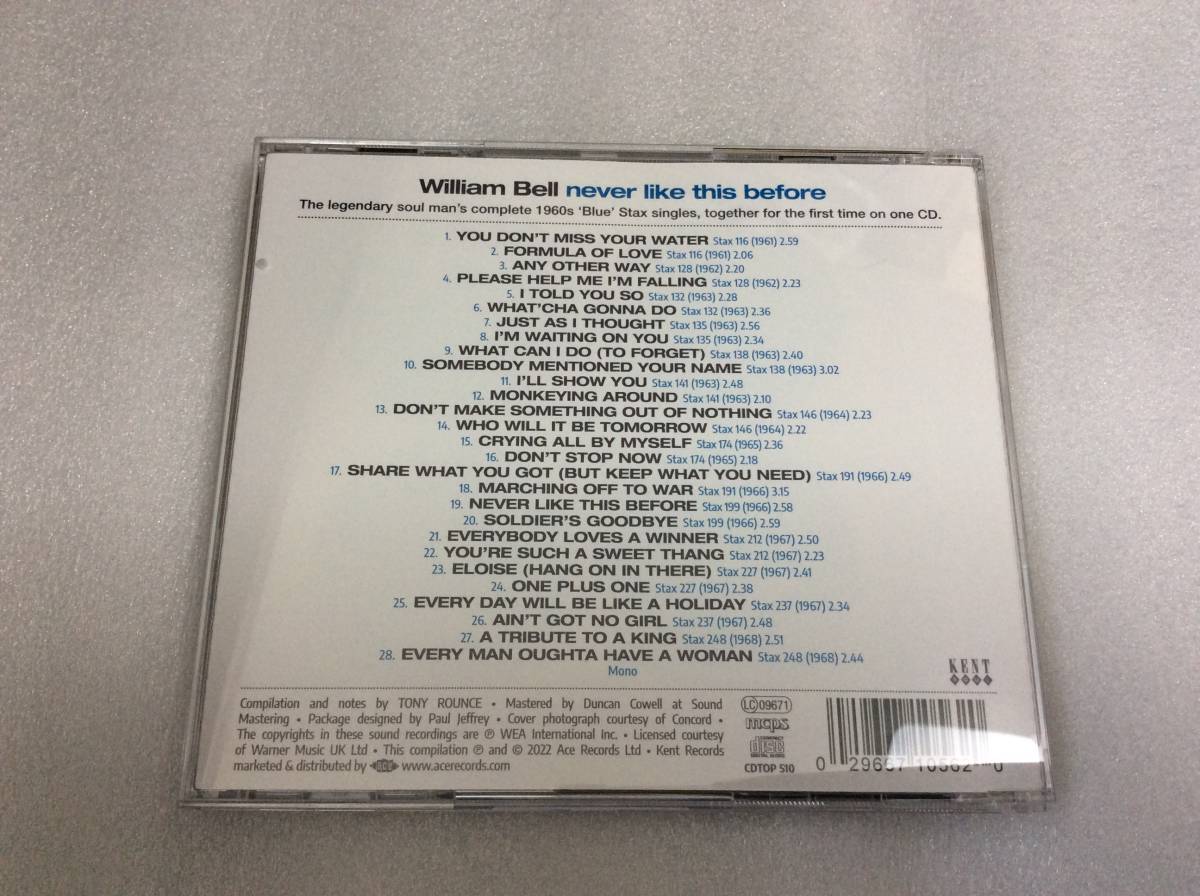 William Bell never like this before
The legendary soul man's complete 1960s 'Blue' Stax singles, together for the first time on one CD.
1. YOU DON'T MISS YOUR WATER Stax 116 (1961) 2.59
2. FORMULA OF LOVE Stax 116 (1961) 2.06
3. ANY OTHER WAY Stax 128 (1962) 2.20
4. PLEASE HELP ME I'M FALLING Stax 128 (1962) 2.23
5. I TOLD YOU SO Stax 132 (1963) 2.28
6. WHAT'CHA GONNA DO Stax 132 (1963) 2.36
7. JUST AS I THOUGHT Stax 135 (1963) 2.56
8. I'M WAITING ON YOU Stax 135 (1963) 2.34
9. WHAT CAN I DO (TO FORGET) Stax 138 (1963) 2.40
10. SOMEBODY MENTIONED YOUR NAME Stax 138 (1963) 3.02
11. I'LL SHOW YOU Stax 141 (1963) 2.48
12. MONKEYING AROUND Stax 141 (1963) 2.10
13. DON'T MAKE SOMETHING OUT OF NOTHING Stax 146 (1964) 2.23
14. WHO WILL IT BE TOMORROW Stax 146 (1964) 2.22
15. CRYING ALL BY MYSELF Stax 174 (1965) 2.36
16. DON'T STOP NOW Stax 174 (1965) 2.18
17. SHARE WHAT YOU GOT (BUT KEEP WHAT YOU NEED) Stax 191 (1966) 2.49
18. MARCHING OFF TO WAR Stax 191 (1966) 3.15
19. NEVER LIKE THIS BEFORE Stax 199 (1966) 2.58
20. SOLDIER'S GOODBYE Stax 199 (1966) 2.59
21. EVERYBODY LOVES A WINNER Stax 212 (1967) 2.50
22. YOU'RE SUCH A SWEET THANG Stax 212 (1967) 2.23
23. ELOISE (HANG ON IN THERE) Stax 227 (1967) 2.41
24. ONE PLUS ONE Stax 227 (1967) 2.38
25. EVERY DAY WILL BE LIKE A HOLIDAY Stax 237 (1967) 2.34
26. AIN'T GOT NO GIRL Stax 237 (1967) 2.48
27. A TRIBUTE TO A KING Stax 248 (1968) 2.51
28. EVERY MAN OUGHTA HAVE A WOMAN Stax 248 (1968) 2.44
Mono
KENT
Compilation and notes by TONY ROUNCE • Mastered by Duncan Cowell at Sound
Mastering • Package designed by Paul Jeffrey • Cover photograph courtesy of Concord •
The copyrights in these sound recordings are ℗ WEA International Inc. • Licensed courtesy
of Warner Music UK Ltd • This compilation ℗ and © 2022 Ace Records Ltd • Kent Records
marketed & distributed by ACE www.acerecords.com
LC 09671
mcps
COMPACT disc DIGITAL AUDIO
CDTOP 510
0 29667 10562 0